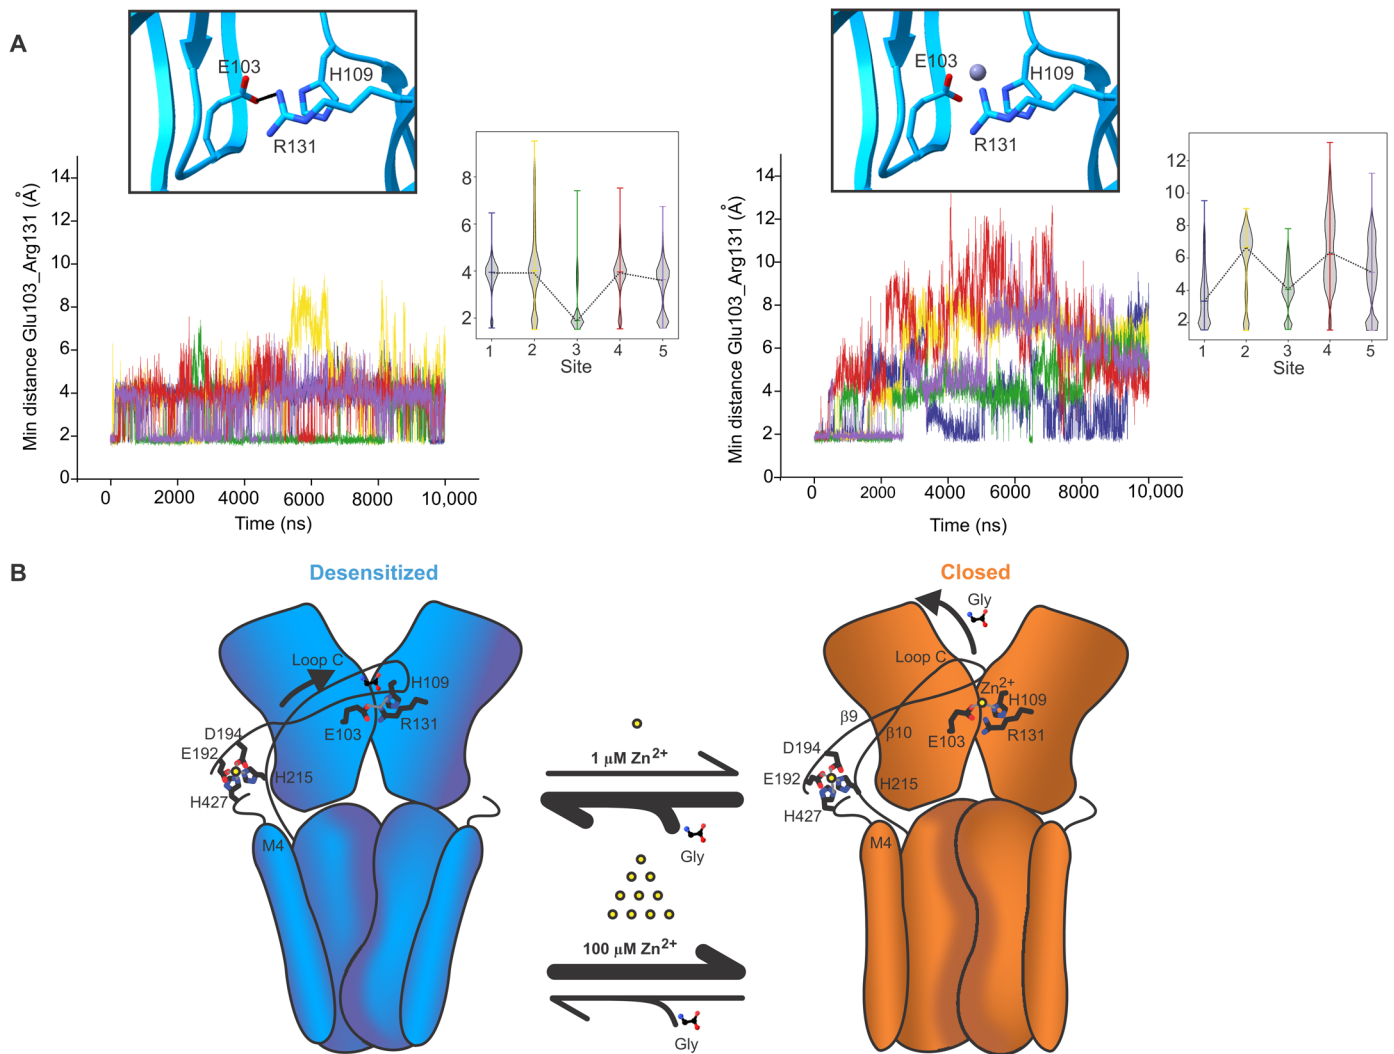 A
E103
H109
R131
Min distance Glu103_Arg131 (Å)
14
12
10
8
6
4
2
0
0 2000 4000 6000 8000 10,000
Time (ns)
8
6
4
2
1 2 3 4 5
Site
E103
H109
R131
Min distance Glu103_Arg131 (Å)
14
12
10
8
6
4
2
0
0 2000 4000 6000 8000 10,000
Time (ns)
12
10
8
6
4
2
1 2 3 4 5
Site
B
Desensitized
Loop C
H109
R131
E103
D194
E192
H215
H427
M4
1 μM Zn2+
Gly
100 μM Zn2+
Gly
Closed
Gly
Loop C
Zn2+
H109
β9
β10
E103
R131
D194
E192
H215
H427
M4